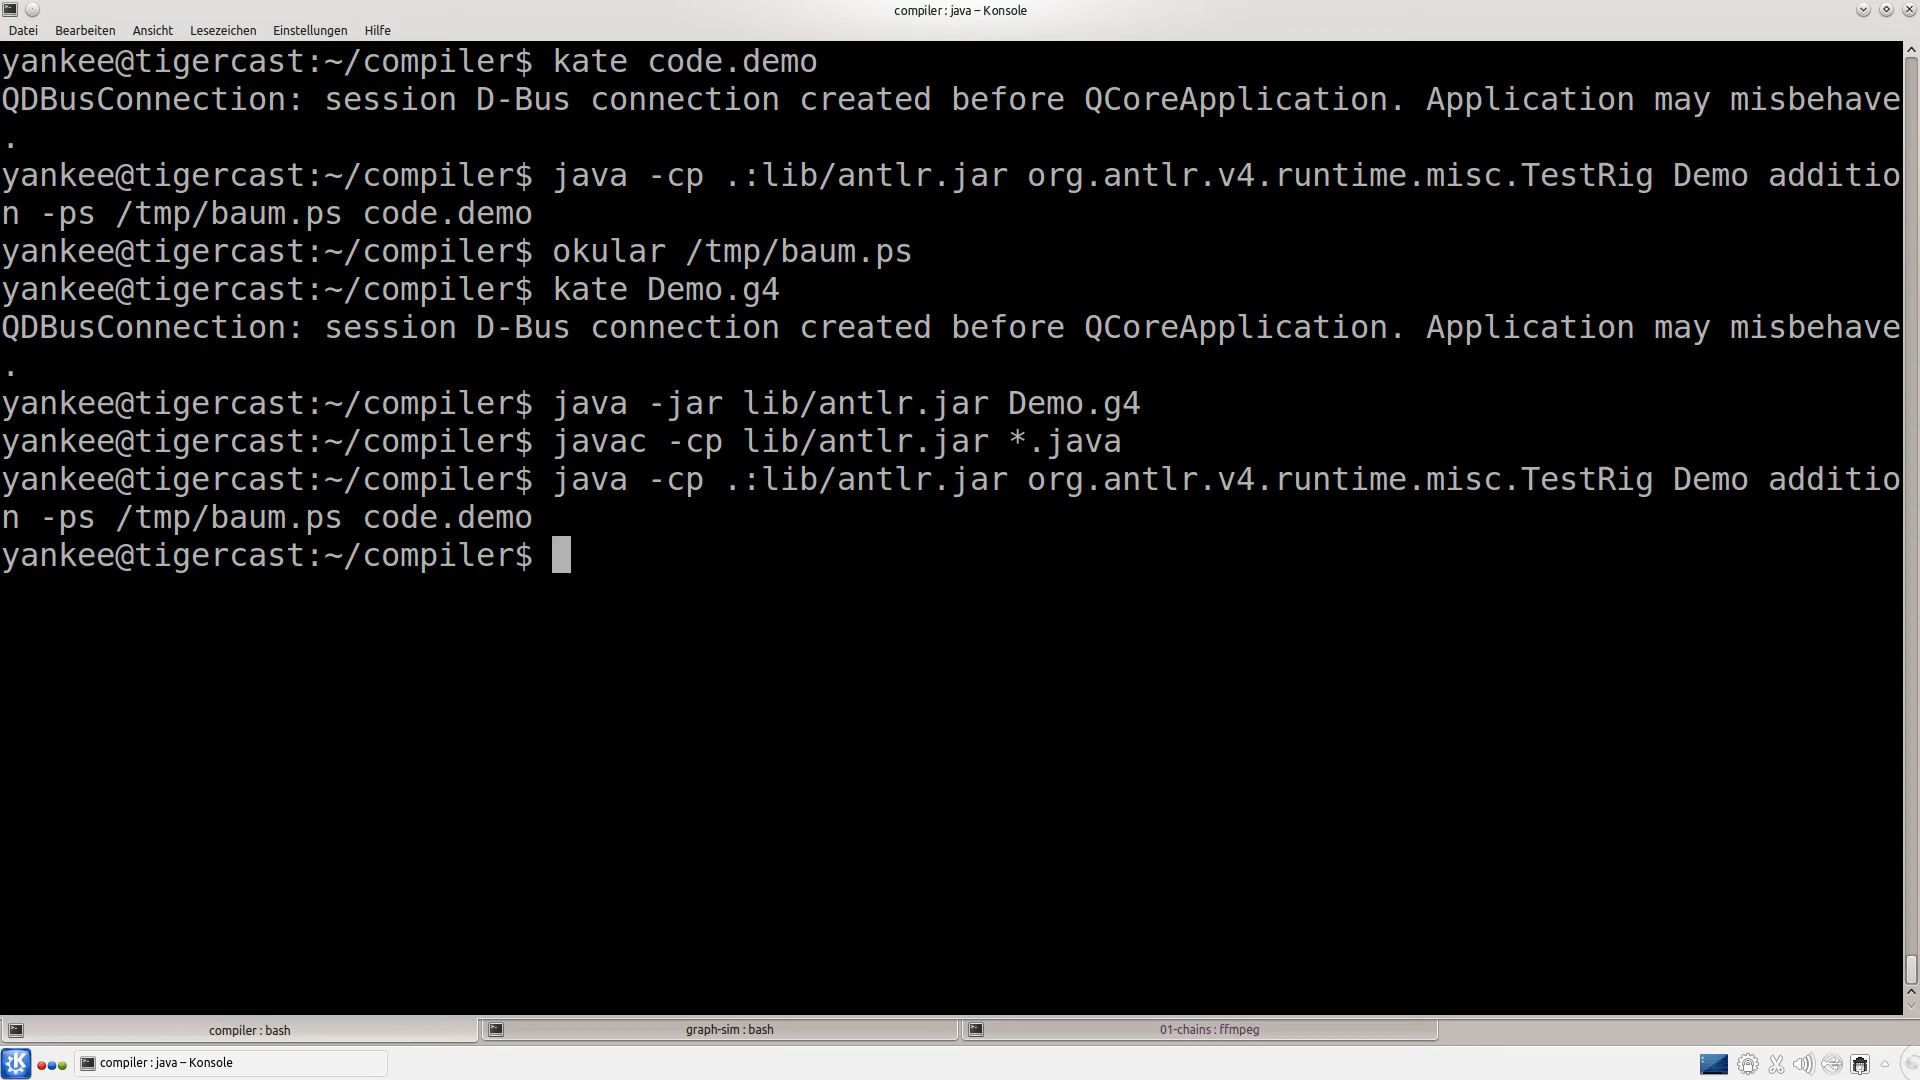 compiler : java – Konsole
Datei Bearbeiten Ansicht Lesezeichen Einstellungen Hilfe
yankee@tigercast:~/compiler$ kate code.demo
QDBusConnection: session D-Bus connection created before QCoreApplication. Application may misbehave
.
yankee@tigercast:~/compiler$ java -cp .:lib/antlr.jar org.antlr.v4.runtime.misc.TestRig Demo additio
n -ps /tmp/baum.ps code.demo
yankee@tigercast:~/compiler$ okular /tmp/baum.ps
yankee@tigercast:~/compiler$ kate Demo.g4
QDBusConnection: session D-Bus connection created before QCoreApplication. Application may misbehave
.
yankee@tigercast:~/compiler$ java -jar lib/antlr.jar Demo.g4
yankee@tigercast:~/compiler$ javac -cp lib/antlr.jar *.java
yankee@tigercast:~/compiler$ java -cp .:lib/antlr.jar org.antlr.v4.runtime.misc.TestRig Demo additio
n -ps /tmp/baum.ps code.demo
yankee@tigercast:~/compiler$
compiler : bash graph-sim : bash 01-chains : ffmpeg
compiler : java – Konsole